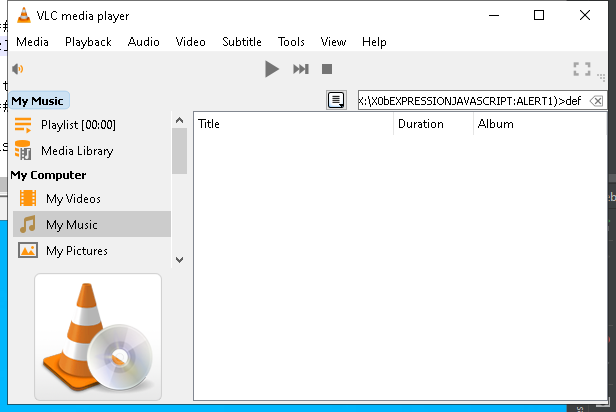 VLC media player
Media Playback Audio Video Subtitle Tools View Help
My Music
X:\X0bEXPRESSIONJAVASCRIPT:ALERT1)>def
Playlist [00:00]
Media Library
My Computer
My Videos
My Music
My Pictures
Title Duration Album